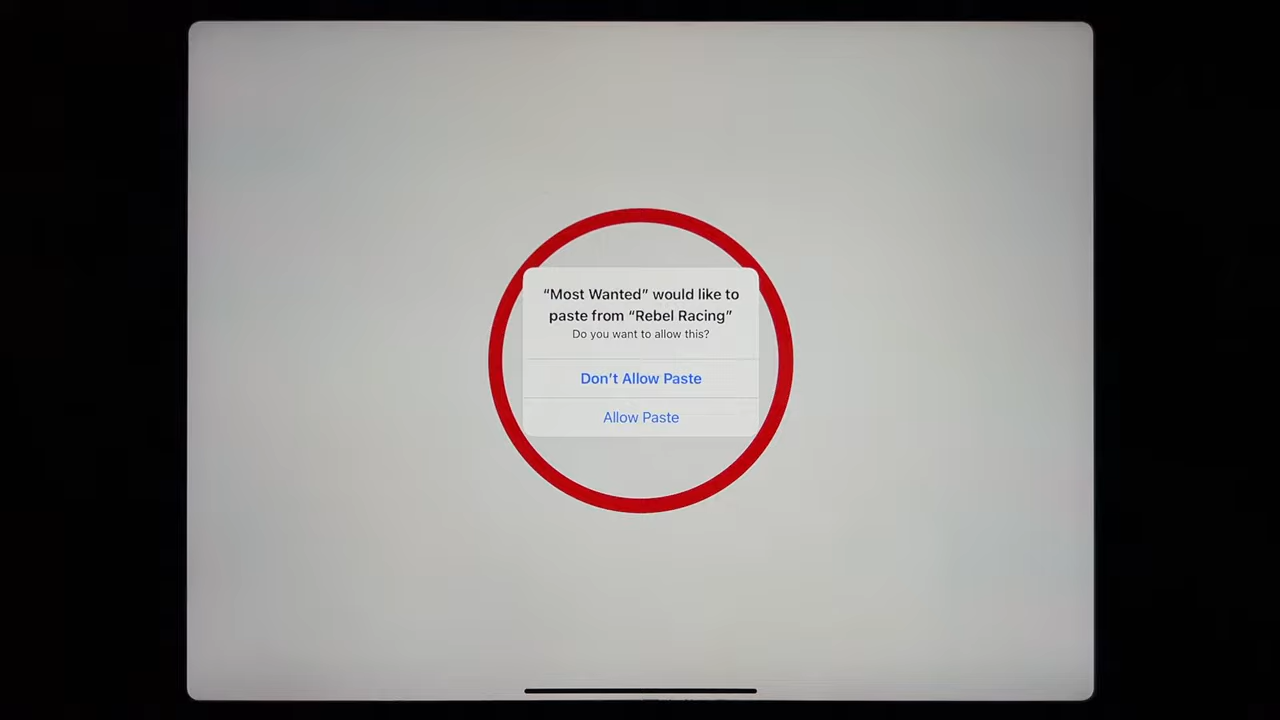 “Most Wanted” would like to
paste from “Rebel Racing”
Do you want to allow this?
Don’t Allow Paste
Allow Paste